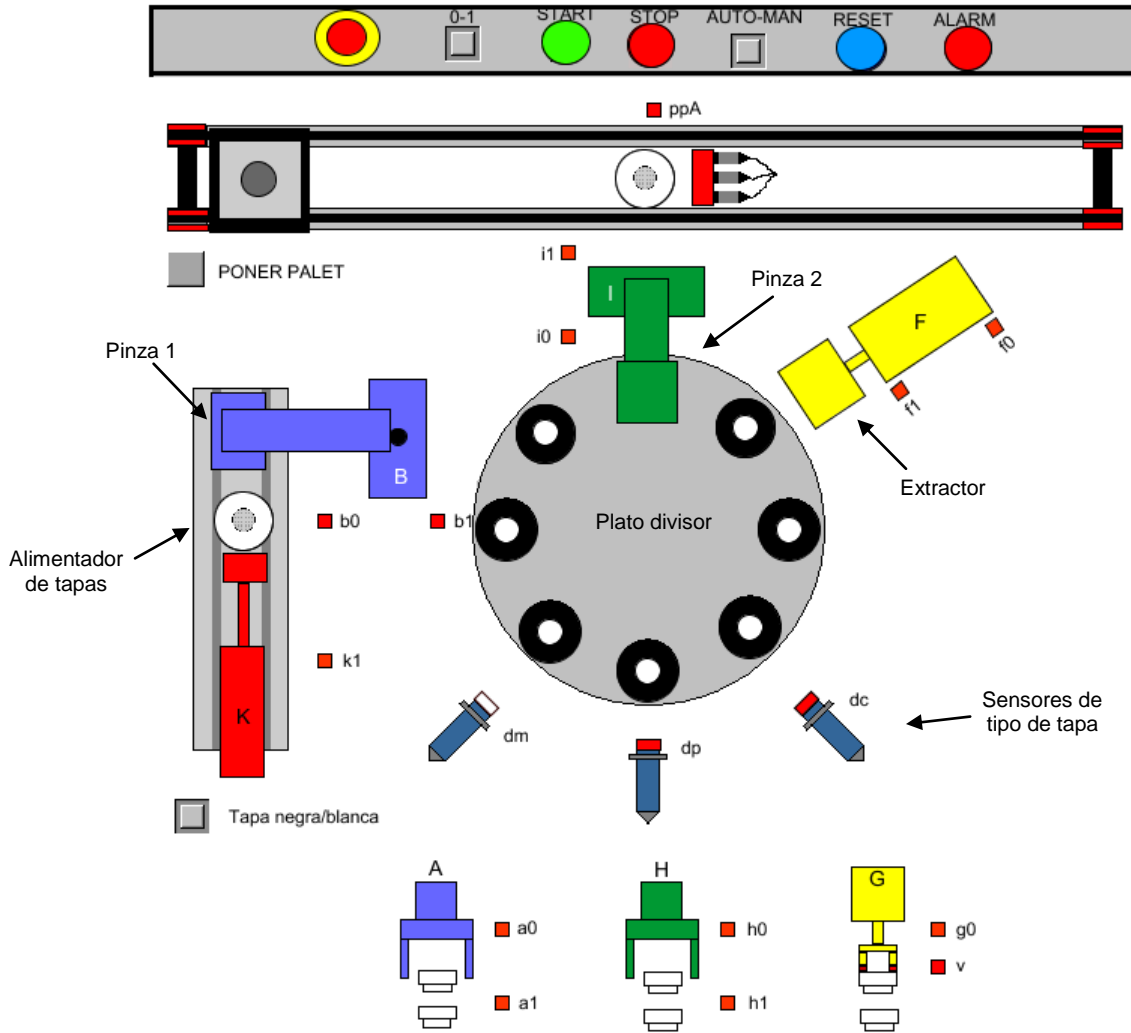 0-1
START
STOP
AUTO-MAN
RESET
ALARM
ppA
PONER PALET
i1
I
Pinza 2
i0
F
f0
f1
Pinza 1
B
Extractor
b0
b1
Plato divisor
Alimentador
de tapas
k1
K
dm
dp
dc
Sensores de
tipo de tapa
Tapa negra/blanca
A
H
G
a0
h0
g0
v
a1
h1